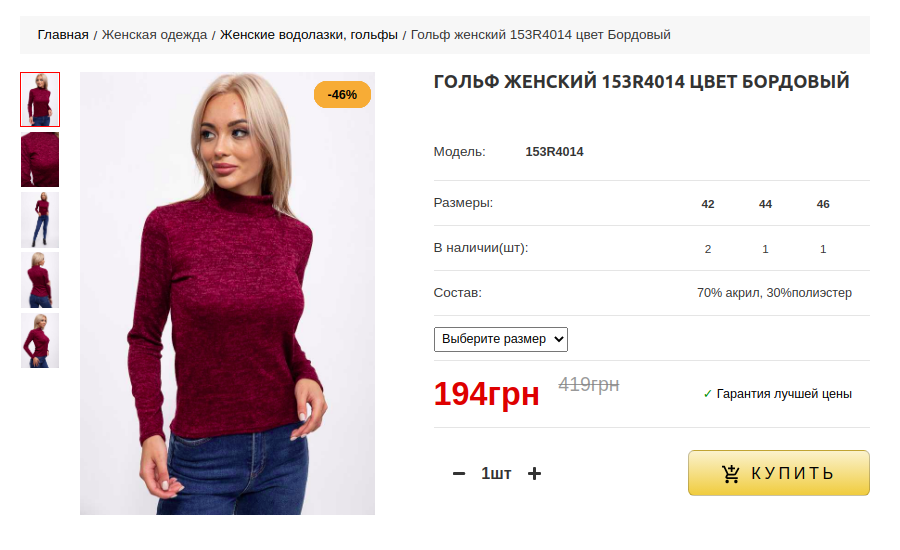 Главная / Женская одежда / Женские водолазки, гольфы / Гольф женский 153R4014 цвет Бордовый
-46%
ГОЛЬФ ЖЕНСКИЙ 153R4014 ЦВЕТ БОРДОВЫЙ
Модель: 153R4014
Размеры: 42 44 46
В наличии(шт): 2 1 1
Состав: 70% акрил, 30%полиэстер
Выберите размер
194грн 419грн ✓ Гарантия лучшей цены
− 1шт + КУПИТЬ